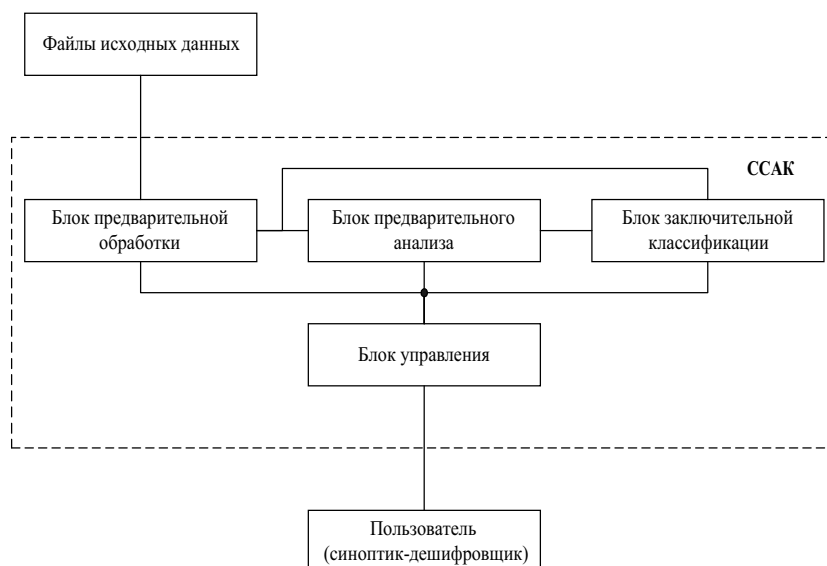 Файлы исходных данных
ССАК
Блок предварительной
обработки
Блок предварительного
анализа
Блок заключительной
классификации
Блок управления
Пользователь
(синоптик-дешифровщик)